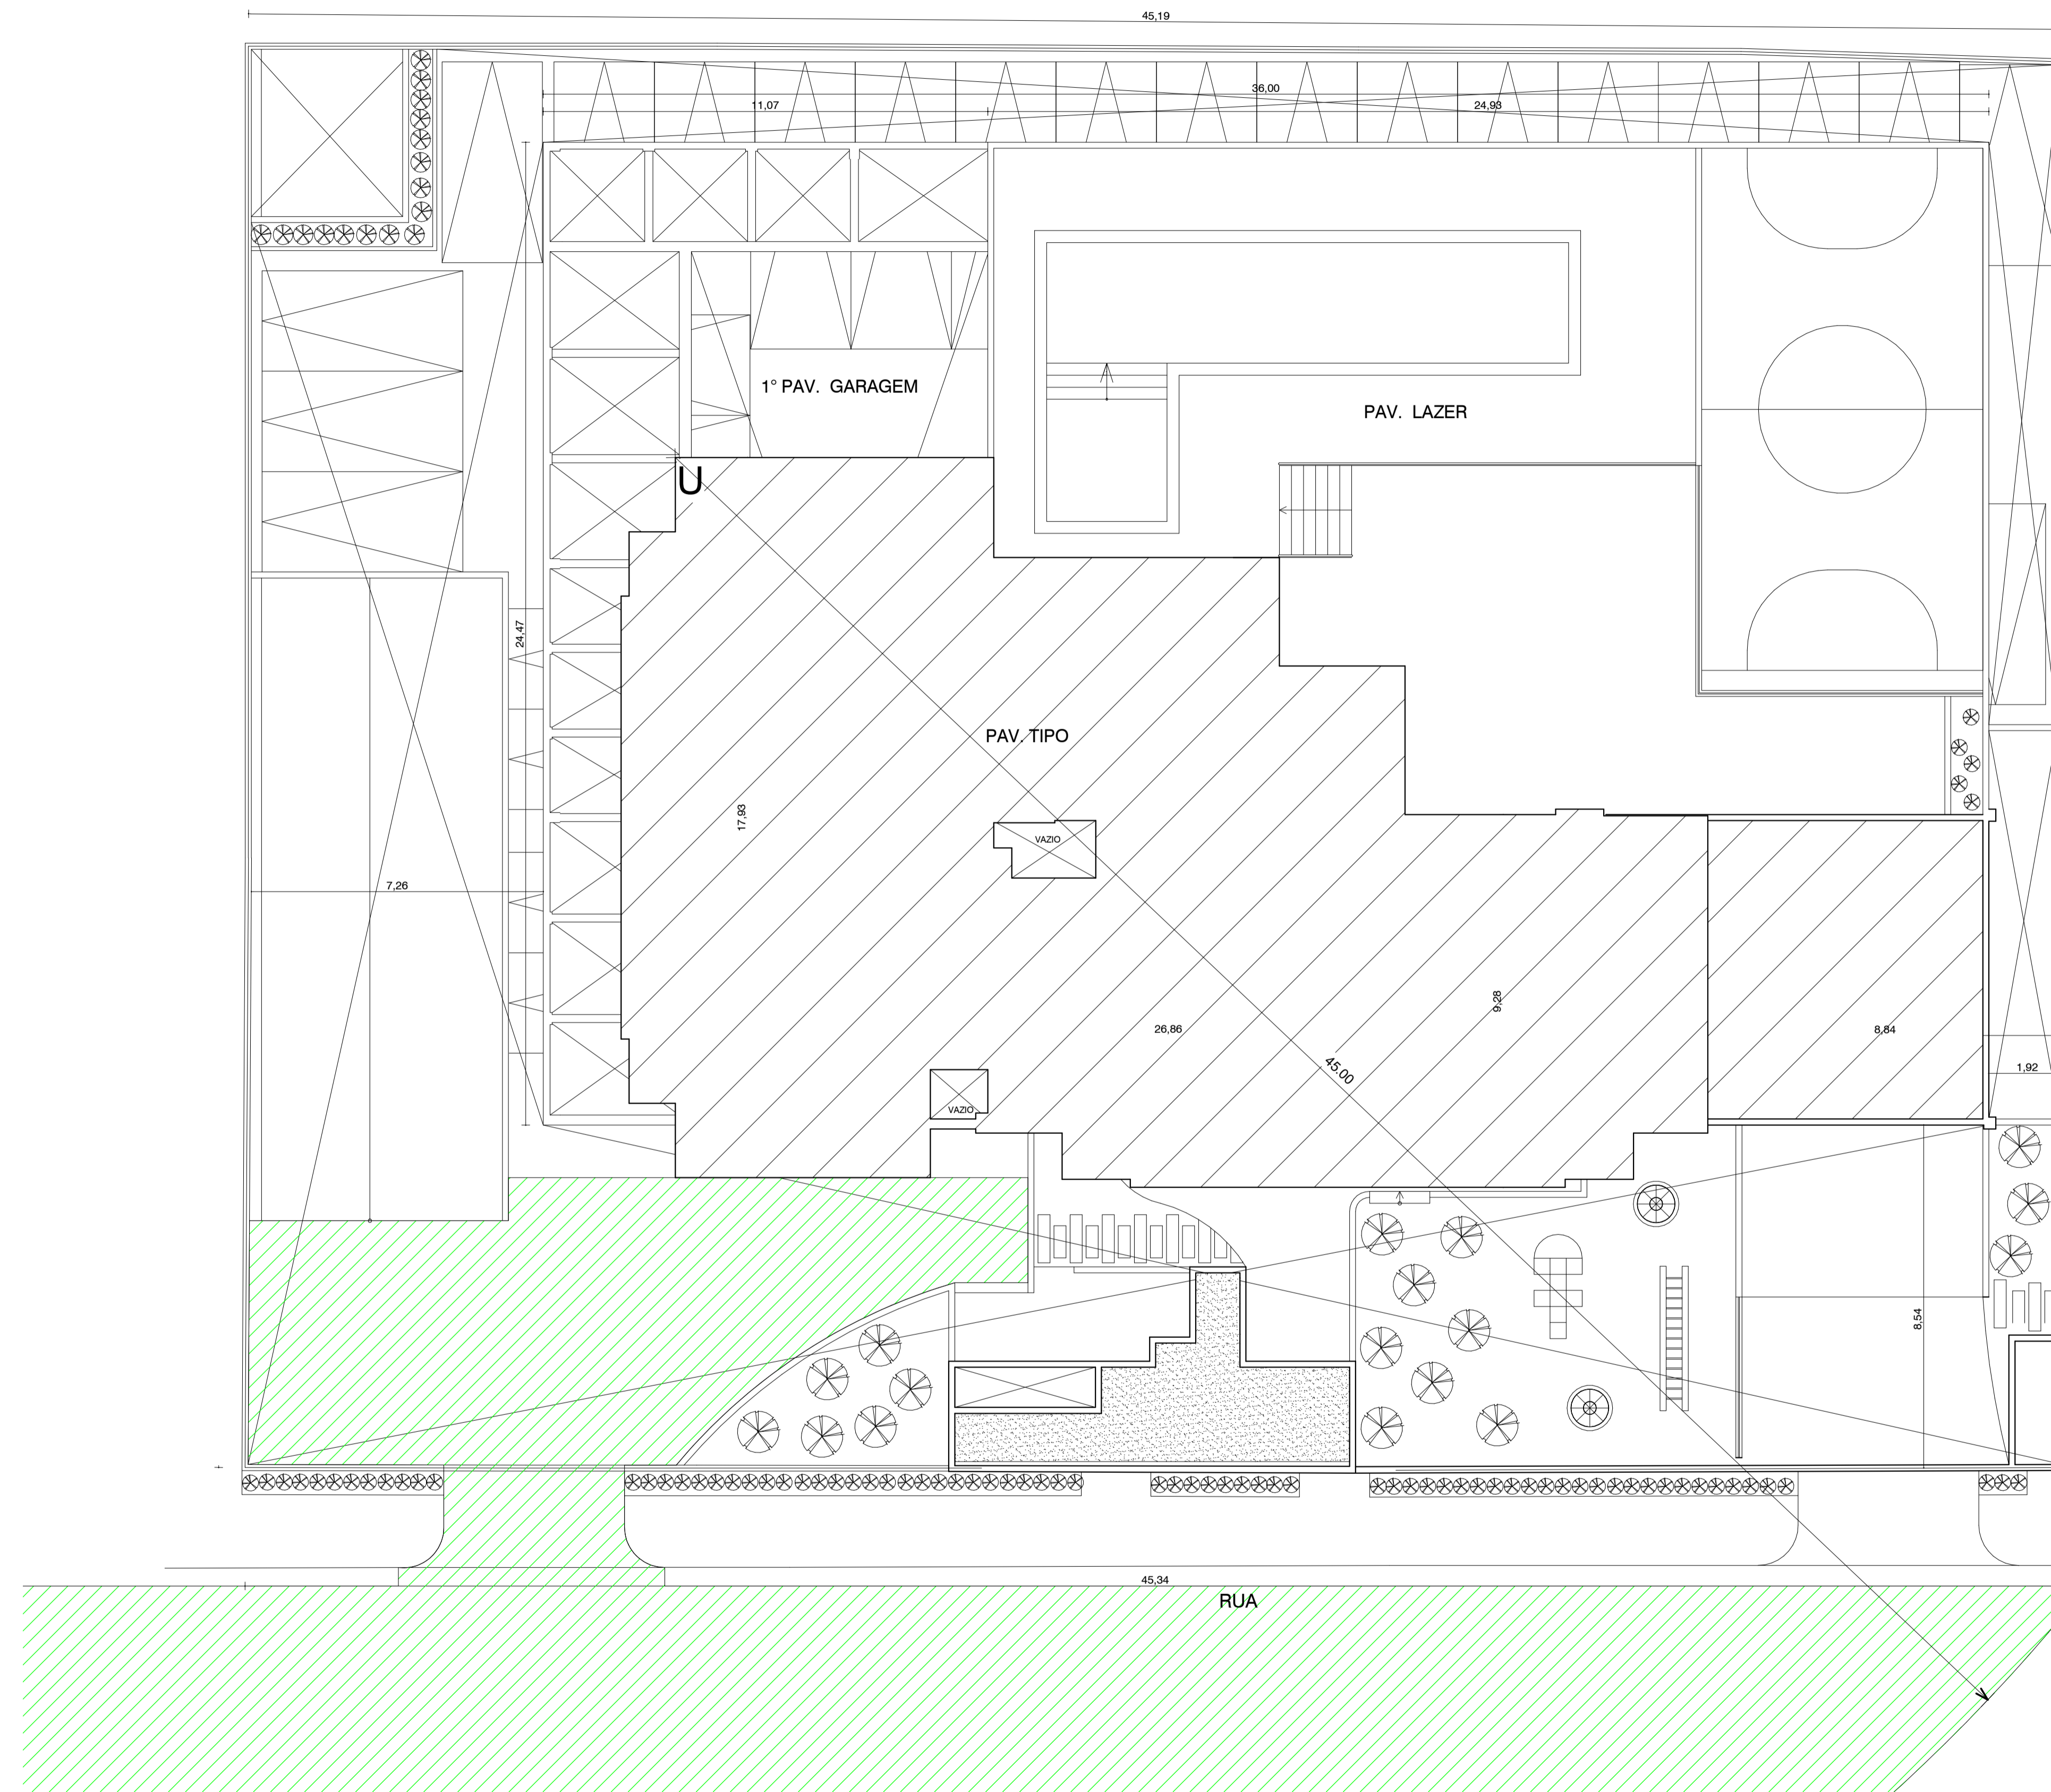 45,19
36,00
11,07
24,93
1° PAV. GARAGEM
PAV. LAZER
U
24,47
PAV. TIPO
17,93
VAZIO
7,26
9,28
26,86
8,84
45.00
1,92
VAZIO
8,54
45,34
RUA